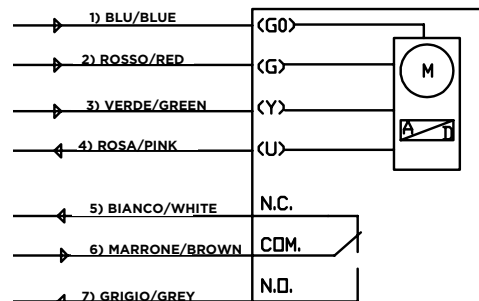 1) BLU/BLUE (G0)
2) ROSSO/RED (G)
M
3) VERDE/GREEN (Y)
A D
4) ROSA/PINK (U)
5) BIANCO/WHITE N.C.
6) MARRONE/BROWN COM.
7) GRIGIO/GREY N.O.